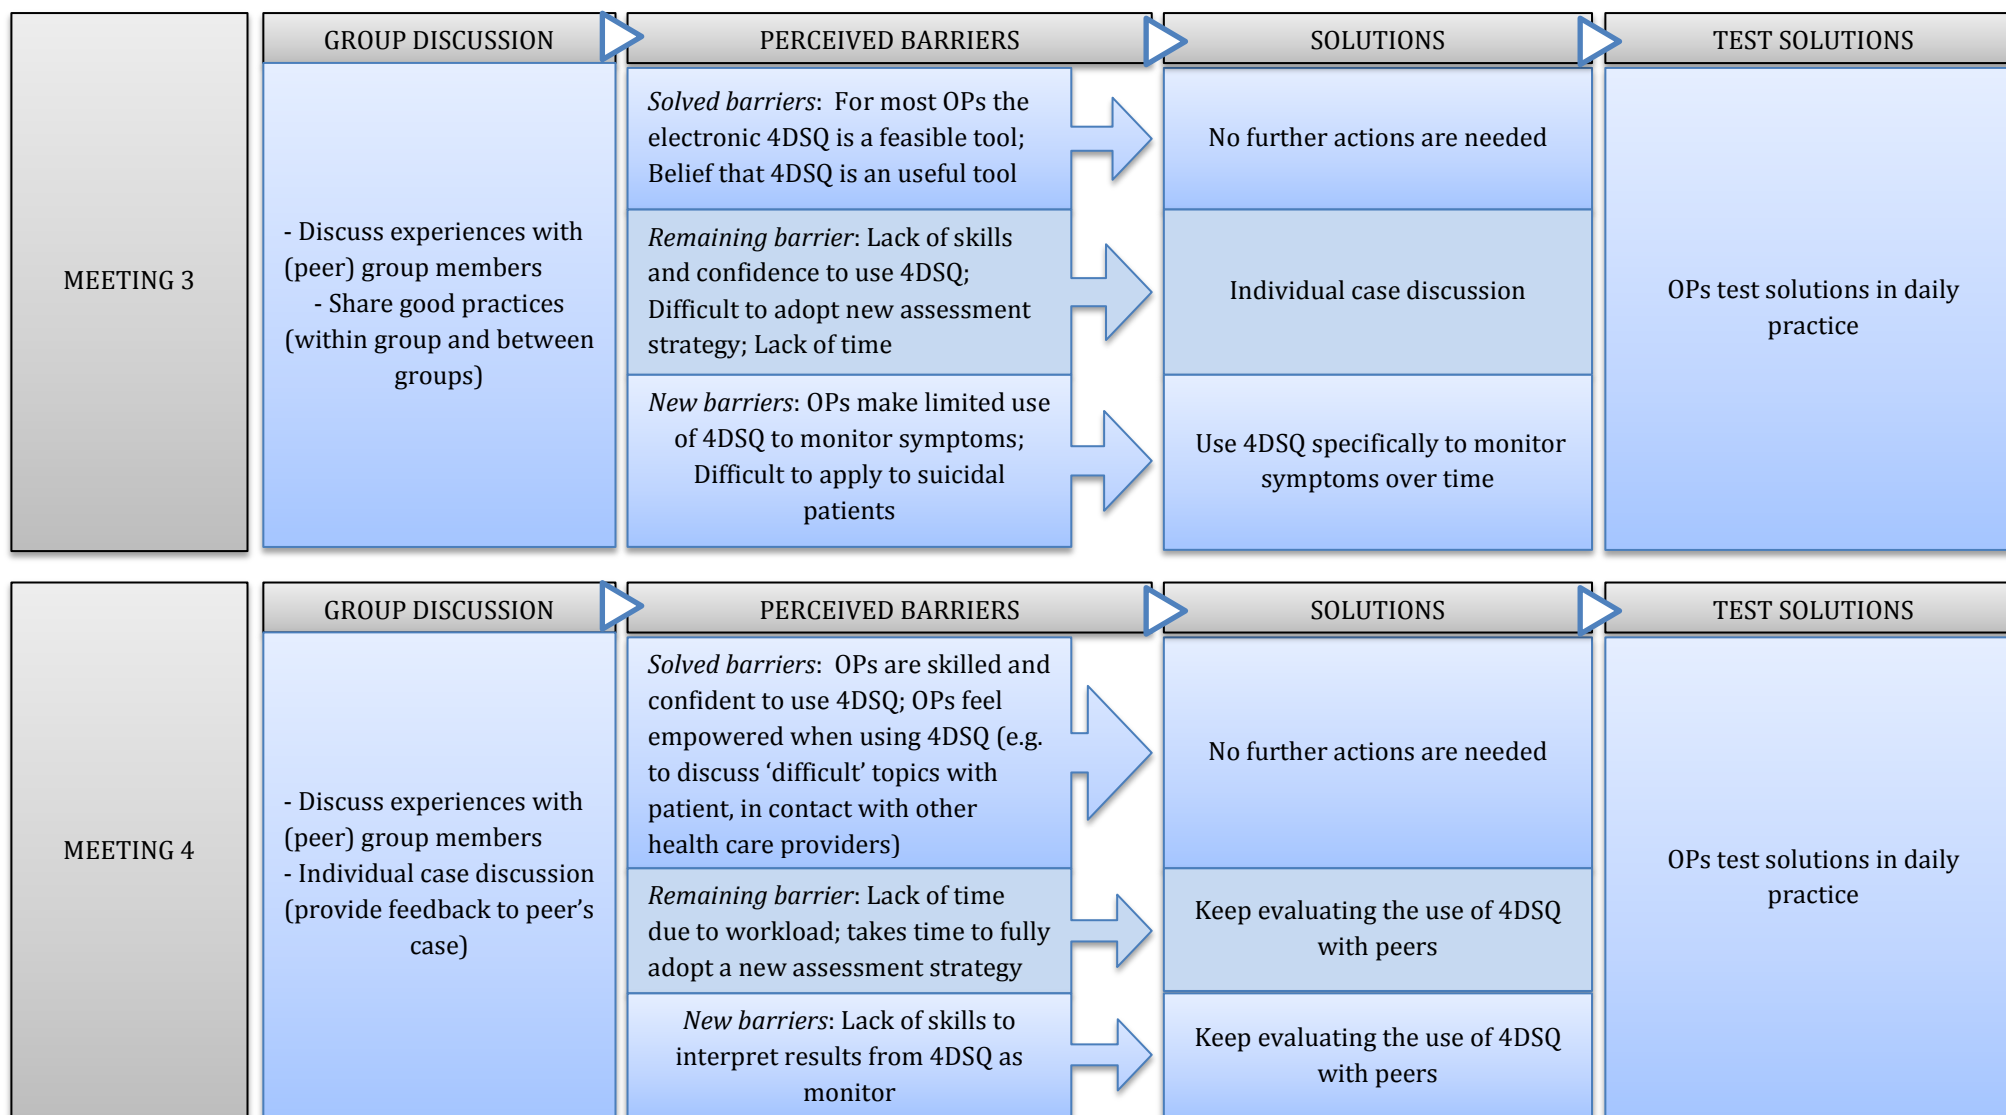 GROUP DISCUSSION
PERCEIVED BARRIERS
SOLUTIONS
TEST SOLUTIONS
MEETING 3
- Discuss experiences with
(peer) group members
- Share good practices
(within group and between
groups)
Solved barriers:  For most OPs the
electronic 4DSQ is a feasible tool;
Belief that 4DSQ is an useful tool
No further actions are needed
Remaining barrier: Lack of skills
and confidence to use 4DSQ;
Difficult to adopt new assessment
strategy; Lack of time
Individual case discussion
New barriers: OPs make limited use
of 4DSQ to monitor symptoms;
Difficult to apply to suicidal
patients
Use 4DSQ specifically to monitor
symptoms over time
OPs test solutions in daily
practice
GROUP DISCUSSION
PERCEIVED BARRIERS
SOLUTIONS
TEST SOLUTIONS
MEETING 4
- Discuss experiences with
(peer) group members
- Individual case discussion
(provide feedback to peer’s
case)
Solved barriers:  OPs are skilled and
confident to use 4DSQ; OPs feel
empowered when using 4DSQ (e.g.
to discuss ‘difficult’ topics with
patient, in contact with other
health care providers)
No further actions are needed
Remaining barrier: Lack of time
due to workload; takes time to fully
adopt a new assessment strategy
Keep evaluating the use of 4DSQ
with peers
New barriers: Lack of skills to
interpret results from 4DSQ as
monitor
Keep evaluating the use of 4DSQ
with peers
OPs test solutions in daily
practice